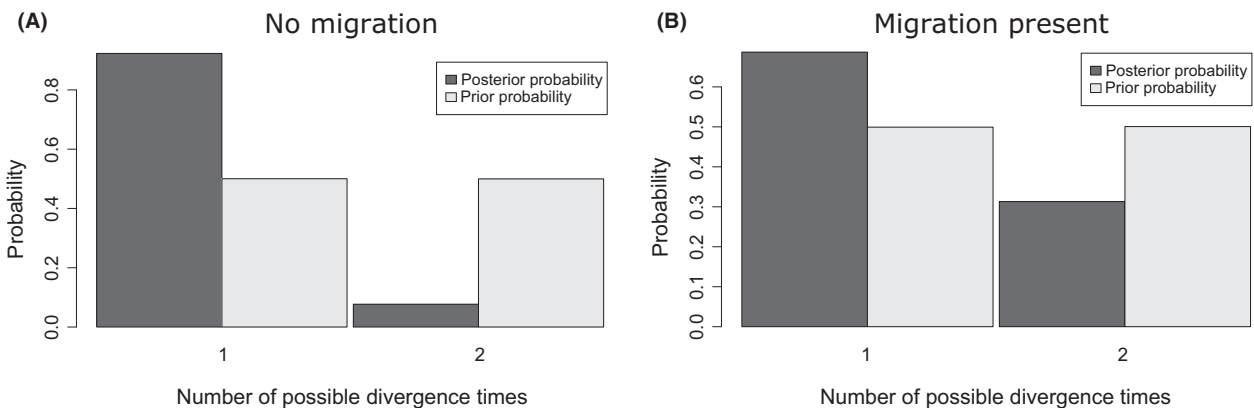 (A)
No migration
Posterior probability
Prior probability
Probability
0.0
0.2
0.4
0.6
0.8
1
2
Number of possible divergence times
(B)
Migration present
Posterior probability
Prior probability
Probability
0.0
0.1
0.2
0.3
0.4
0.5
0.6
1
2
Number of possible divergence times